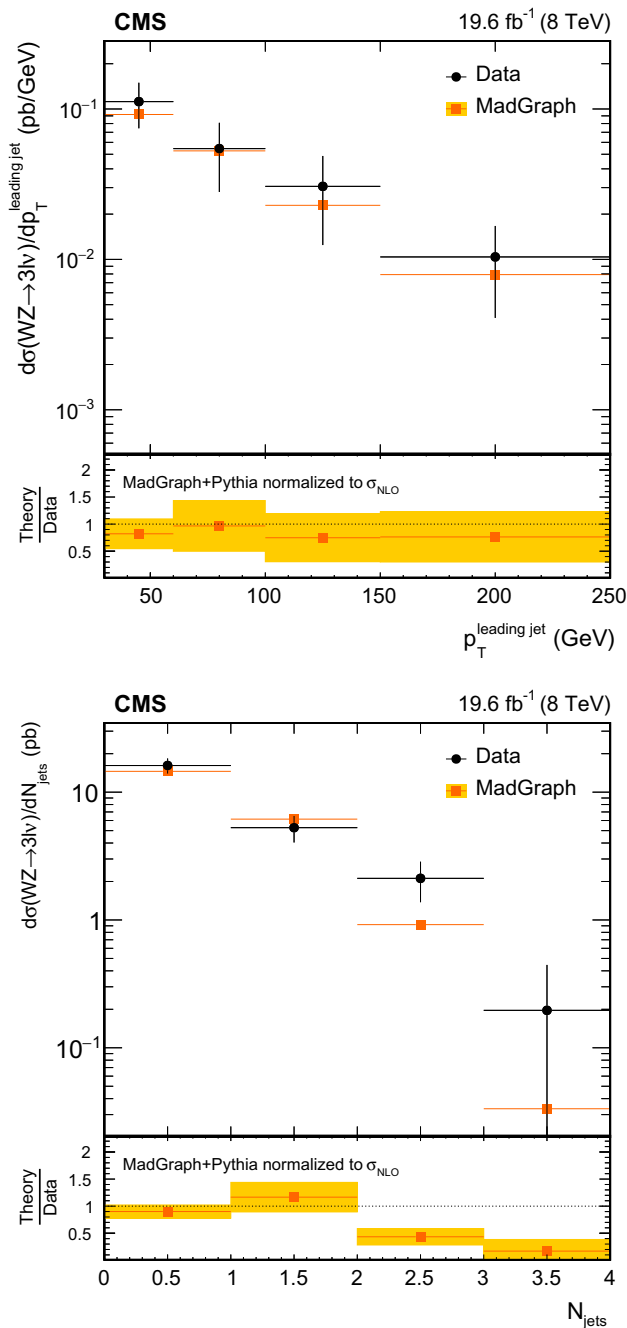 CMS 19.6 fb⁻¹ (8 TeV)
dσ(WZ→3lν)/dp_T^{leading jet} (pb/GeV)
Data
MadGraph
10⁻¹
10⁻²
10⁻³
Theory/Data
MadGraph+Pythia normalized to σ_NLO
2
1.5
1
0.5
50 100 150 200 250
p_T^{leading jet} (GeV)
CMS 19.6 fb⁻¹ (8 TeV)
dσ(WZ→3lν)/dN_jets (pb)
Data
MadGraph
10
1
10⁻¹
Theory/Data
MadGraph+Pythia normalized to σ_NLO
2
1.5
1
0.5
0 0.5 1 1.5 2 2.5 3 3.5 4
N_jets